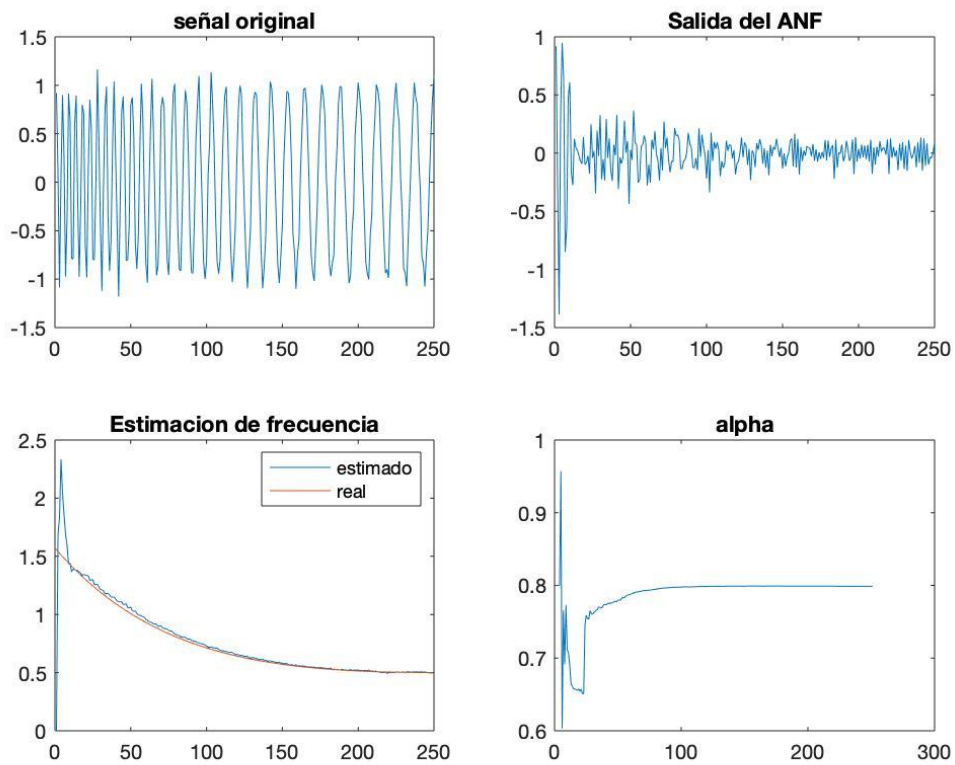 señal original
1.5
1
0.5
0
-0.5
-1
-1.5
0 50 100 150 200 250
Salida del ANF
1
0.5
0
-0.5
-1
-1.5
0 50 100 150 200 250
Estimacion de frecuencia
2.5
2
1.5
1
0.5
0
estimado
real
0 50 100 150 200 250
alpha
1
0.9
0.8
0.7
0.6
0 100 200 300